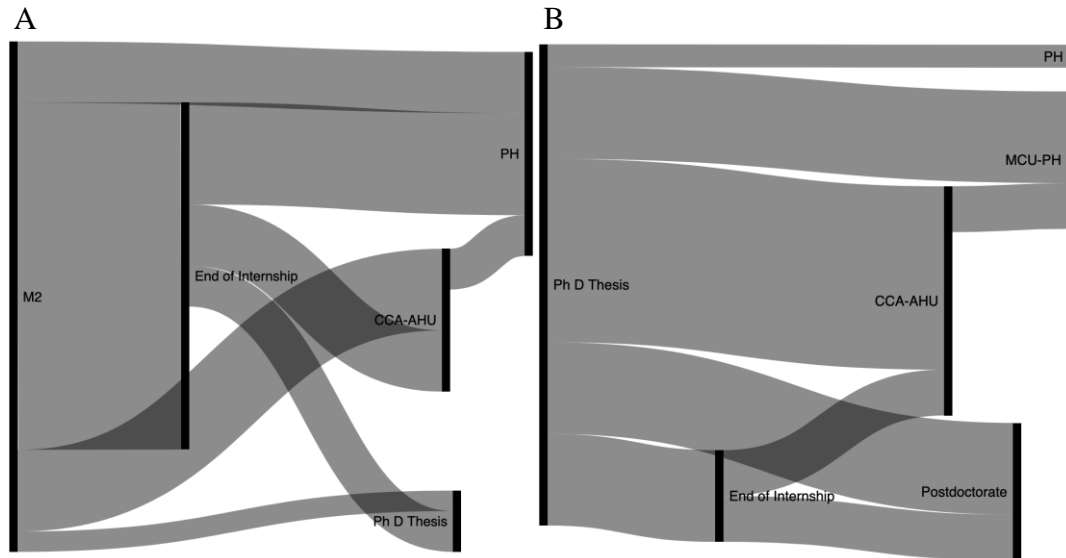 A
PH
M2
End of Internship
CCA-AHU
Ph D Thesis
B
PH
MCU-PH
Ph D Thesis
CCA-AHU
End of Internship
Postdoctorate